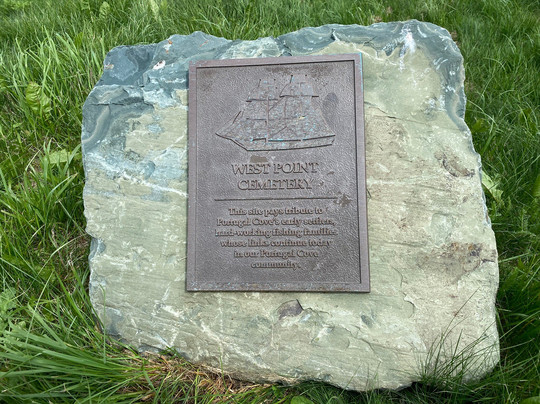 WEST POINT
CEMETERY
This site pays tribute to
Portugal Cove's early settlers,
hard-working fishing families
whose links continue today
in our Portugal Cove
community.